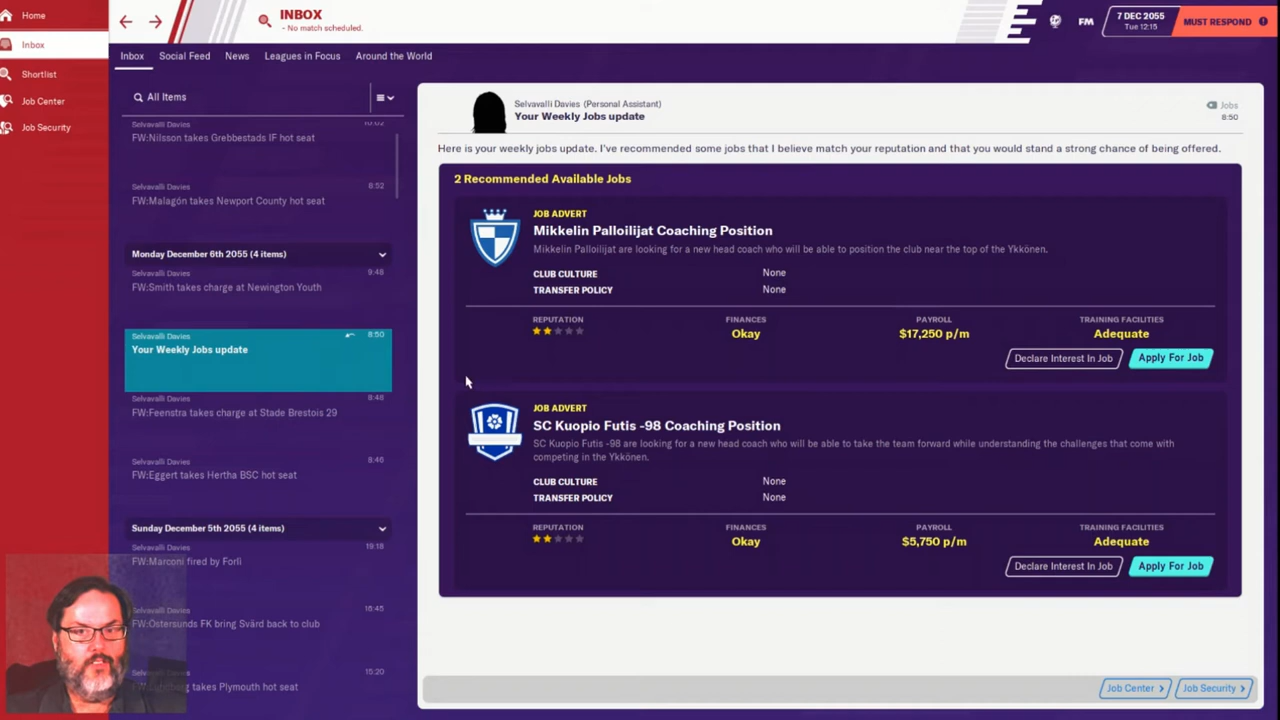 Home
Inbox
Shortlist
Job Center
Job Security
INBOX
- No match scheduled.
FM
7 DEC 2055
Tue 12:15
MUST RESPOND
Inbox
Social Feed
News
Leagues in Focus
Around the World
All Items
Selvavalli Davies
FW:Nilsson takes Grebbestads IF hot seat
Selvavalli Davies 8:52
FW:Malagón takes Newport County hot seat
Monday December 6th 2055 (4 items)
Selvavalli Davies 9:48
FW:Smith takes charge at Newington Youth
Selvavalli Davies 8:50
Your Weekly Jobs update
Selvavalli Davies 8:48
FW:Feenstra takes charge at Stade Brestois 29
Selvavalli Davies 8:46
FW:Eggert takes Hertha BSC hot seat
Sunday December 5th 2055 (4 items)
Selvavalli Davies 19:18
FW:Marconi fired by Forlì
Selvavalli Davies 16:45
FW:Östersunds FK bring Svärd back to club
Selvavalli Davies 15:20
takes Plymouth hot seat
Selvavalli Davies (Personal Assistant)
Your Weekly Jobs update
Jobs
8:50
Here is your weekly jobs update. I've recommended some jobs that I believe match your reputation and that you would stand a strong chance of being offered.
2 Recommended Available Jobs
JOB ADVERT
Mikkelin Palloilijat Coaching Position
Mikkelin Palloilijat are looking for a new head coach who will be able to position the club near the top of the Ykkönen.
CLUB CULTURE None
TRANSFER POLICY None
REPUTATION FINANCES PAYROLL TRAINING FACILITIES
Okay $17,250 p/m Adequate
Declare Interest In Job Apply For Job
JOB ADVERT
SC Kuopio Futis -98 Coaching Position
SC Kuopio Futis -98 are looking for a new head coach who will be able to take the team forward while understanding the challenges that come with
competing in the Ykkönen.
CLUB CULTURE None
TRANSFER POLICY None
REPUTATION FINANCES PAYROLL TRAINING FACILITIES
Okay $5,750 p/m Adequate
Declare Interest In Job Apply For Job
Job Center Job Security